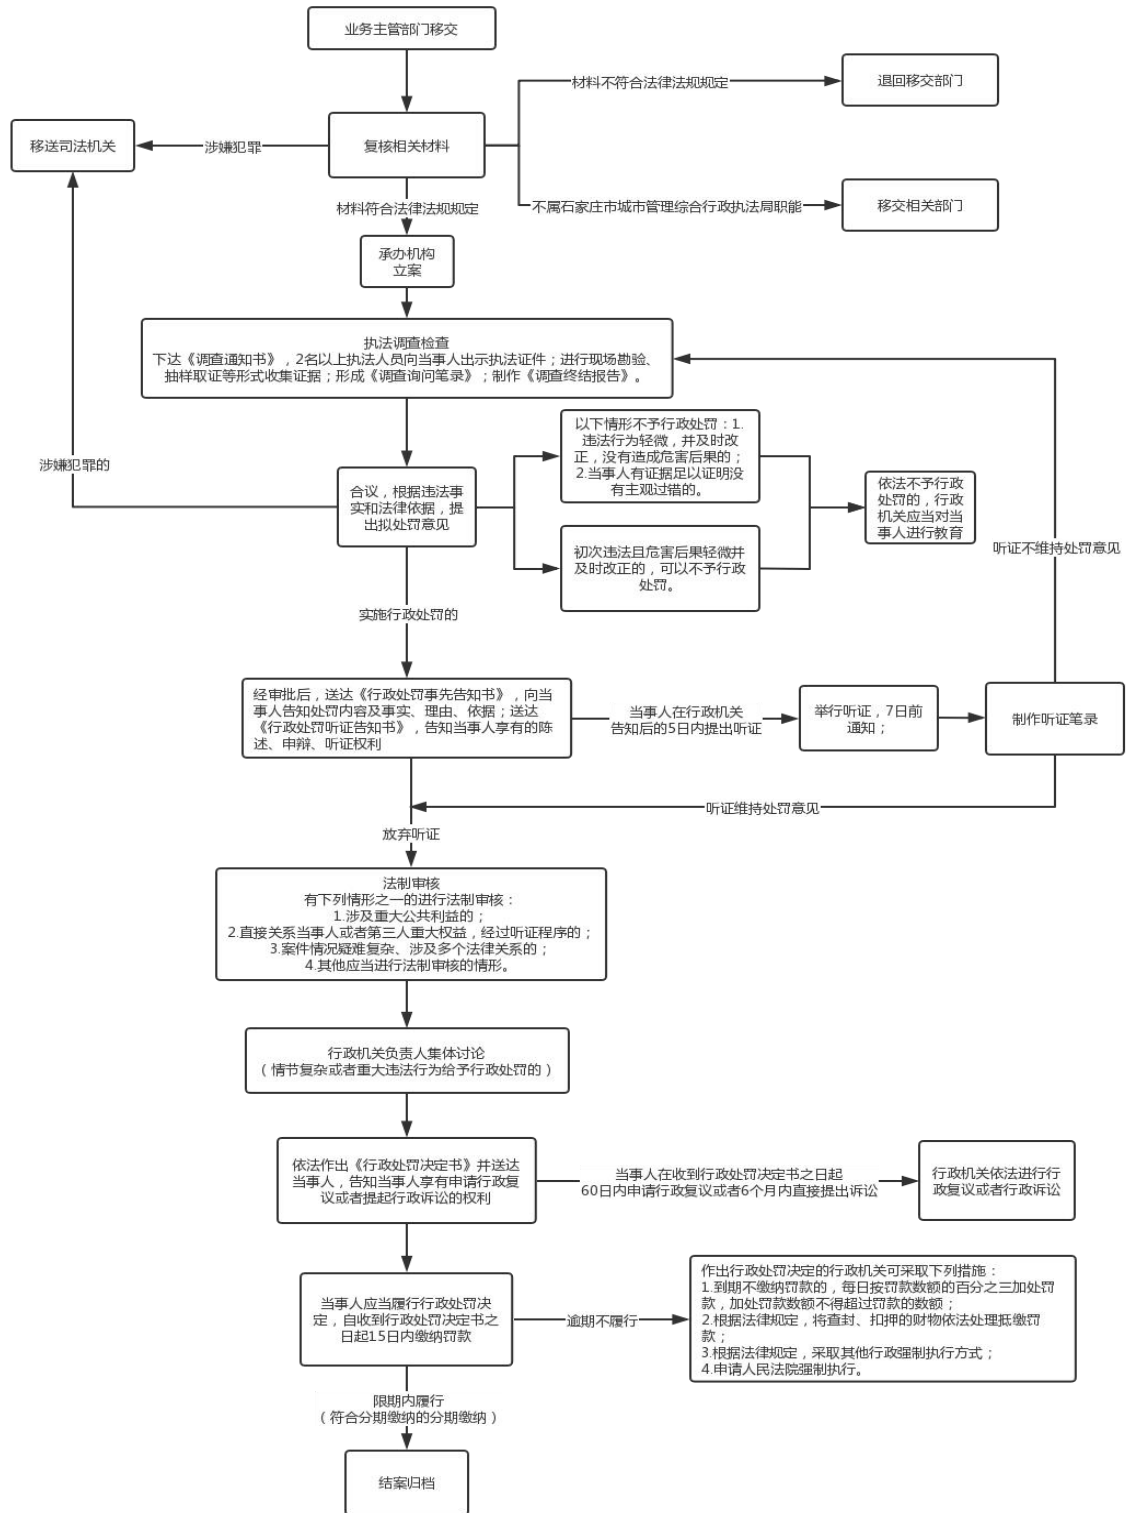 业务主管部门移交
材料不符合法律法规规定
退回移交部门
移送司法机关
涉嫌犯罪
复核相关材料
不属石家庄市城市管理综合行政执法局职能
移交相关部门
材料符合法律法规规定
承办机构
立案
执法调查检查
下达《调查通知书》，2名以上执法人员向当事人出示执法证件；进行现场勘验、
抽样取证等形式收集证据；形成《调查询问笔录》；制作《调查终结报告》。
涉嫌犯罪的
合议，根据违法事
实和法律依据，提
出拟处罚意见
以下情形不予行政处罚：1.
违法行为轻微，并及时改
正，没有造成危害后果的；
2.当事人有证据足以证明没
有主观过错的。
初次违法且危害后果轻微并
及时改正的，可以不予行政
处罚。
依法不予行政
处罚的，行政
机关应当对当
事人进行教育
听证不维持处罚意见
实施行政处罚的
经审批后，送达《行政处罚事先告知书》，向当
事人告知处罚内容及事实、理由、依据；送达
《行政处罚听证告知书》，告知当事人享有的陈
述、申辩、听证权利
当事人在行政机关
告知后的5日内提出听证
举行听证，7日前
通知；
制作听证笔录
听证维持处罚意见
放弃听证
法制审核
有下列情形之一的进行法制审核：
1.涉及重大公共利益的；
2.直接关系当事人或者第三人重大权益，经过听证程序的；
3.案件情况疑难复杂、涉及多个法律关系的；
4.其他应当进行法制审核的情形。
行政机关负责人集体讨论
（情节复杂或者重大违法行为给予行政处罚的）
依法作出《行政处罚决定书》并送达
当事人，告知当事人享有申请行政复
议或者提起行政诉讼的权利
当事人在收到行政处罚决定书之日起
60日内申请行政复议或者6个月内直接提出诉讼
行政机关依法进行行
政复议或者行政诉讼
当事人应当履行行政处罚决
定，自收到行政处罚决定书之
日起15日内缴纳罚款
逾期不履行
作出行政处罚决定的行政机关可采取下列措施：
1.到期不缴纳罚款的，每日按罚款数额的百分之三加处罚
款，加处罚款数额不得超过罚款的数额；
2.根据法律规定，将查封、扣押的财物依法处理抵缴罚
款；
3.根据法律规定，采取其他行政强制执行方式；
4.申请人民法院强制执行。
限期内履行
（符合分期缴纳的分期缴纳）
结案归档